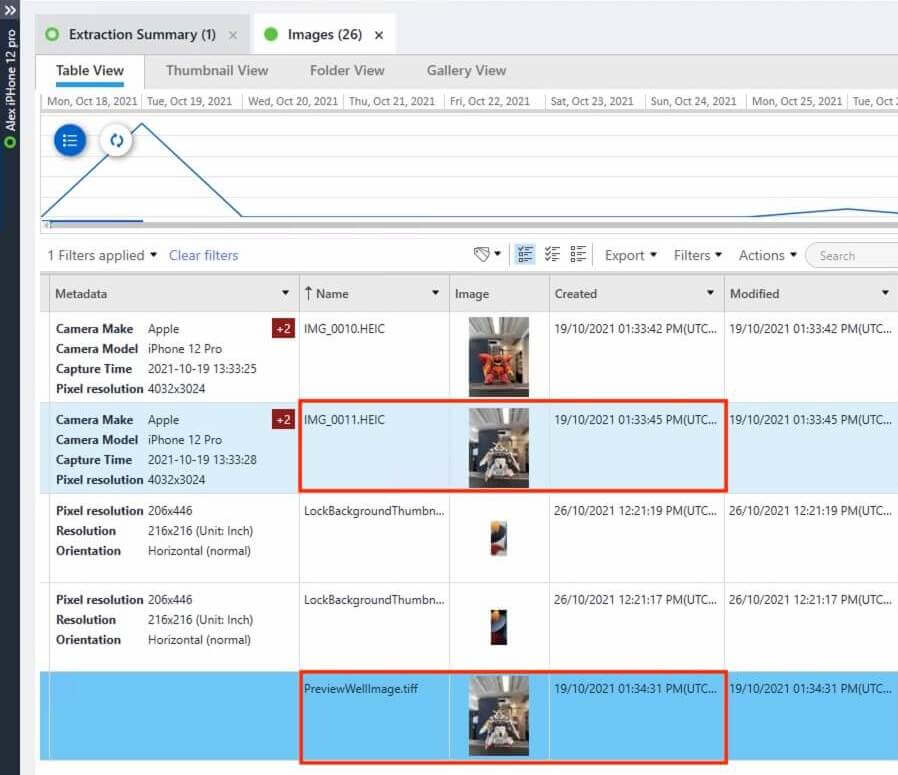 Alex iPHone 12 pro
Extraction Summary (1) ×
Images (26) ×
Table View Thumbnail View Folder View Gallery View
Mon, Oct 18, 2021 Tue, Oct 19, 2021 Wed, Oct 20, 2021 Thu, Oct 21, 2021 Fri, Oct 22, 2021 Sat, Oct 23, 2021 Sun, Oct 24, 2021 Mon, Oct 25, 2021 Tue, Oct 2
1 Filters applied Clear filters Export Filters Actions Search
Metadata Name Image Created Modified
Camera Make Apple +2 IMG_0010.HEIC 19/10/2021 01:33:42 PM(UTC... 19/10/2021 01:33:42 PM(UTC...
Camera Model iPhone 12 Pro
Capture Time 2021-10-19 13:33:25
Pixel resolution 4032x3024
Camera Make Apple +2 IMG_0011.HEIC 19/10/2021 01:33:45 PM(UTC... 19/10/2021 01:33:45 PM(UTC...
Camera Model iPhone 12 Pro
Capture Time 2021-10-19 13:33:28
Pixel resolution 4032x3024
Pixel resolution 206x446 LockBackgroundThumbn... 26/10/2021 12:21:19 PM(UTC... 26/10/2021 12:21:19 PM(UTC...
Resolution 216x216 (Unit: Inch)
Orientation Horizontal (normal)
Pixel resolution 206x446 LockBackgroundThumbn... 26/10/2021 12:21:17 PM(UTC... 26/10/2021 12:21:17 PM(UTC...
Resolution 216x216 (Unit: Inch)
Orientation Horizontal (normal)
PreviewWellImage.tiff 19/10/2021 01:34:31 PM(UTC... 19/10/2021 01:34:31 PM(UTC...